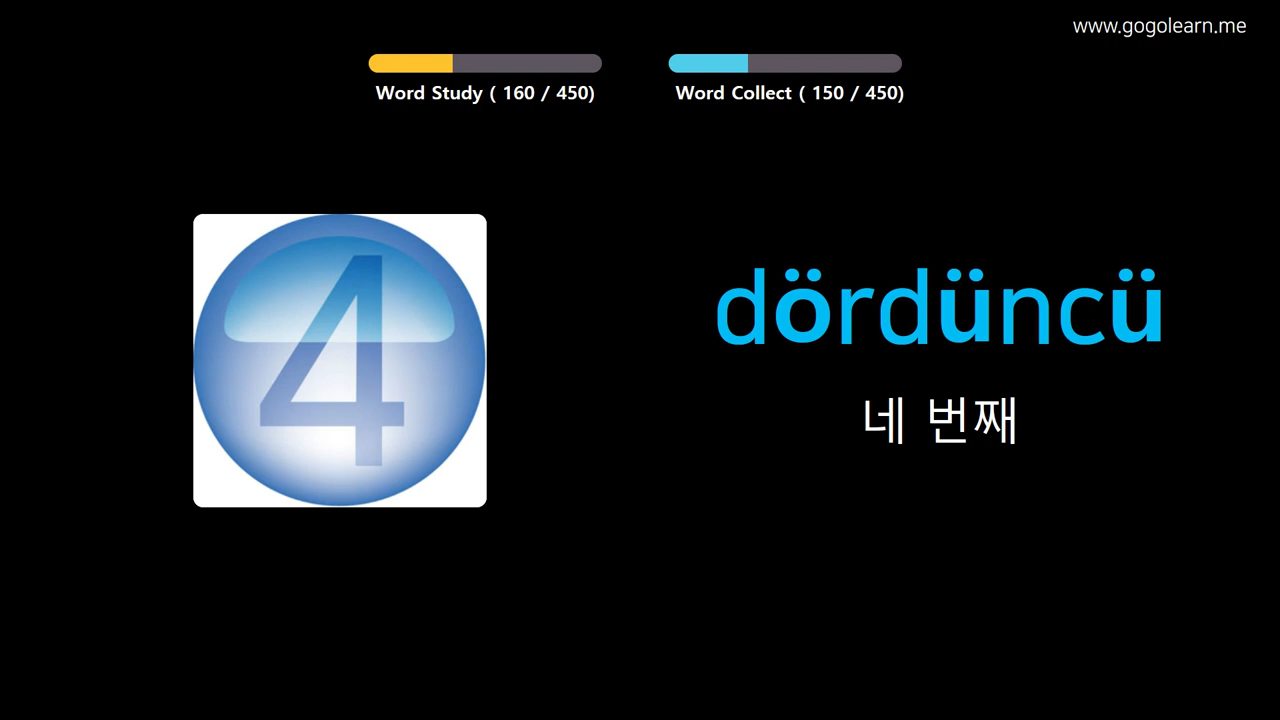 www.gogolearn.me
Word Study ( 160 / 450)
Word Collect ( 150 / 450)
4
dördüncü
네 번째